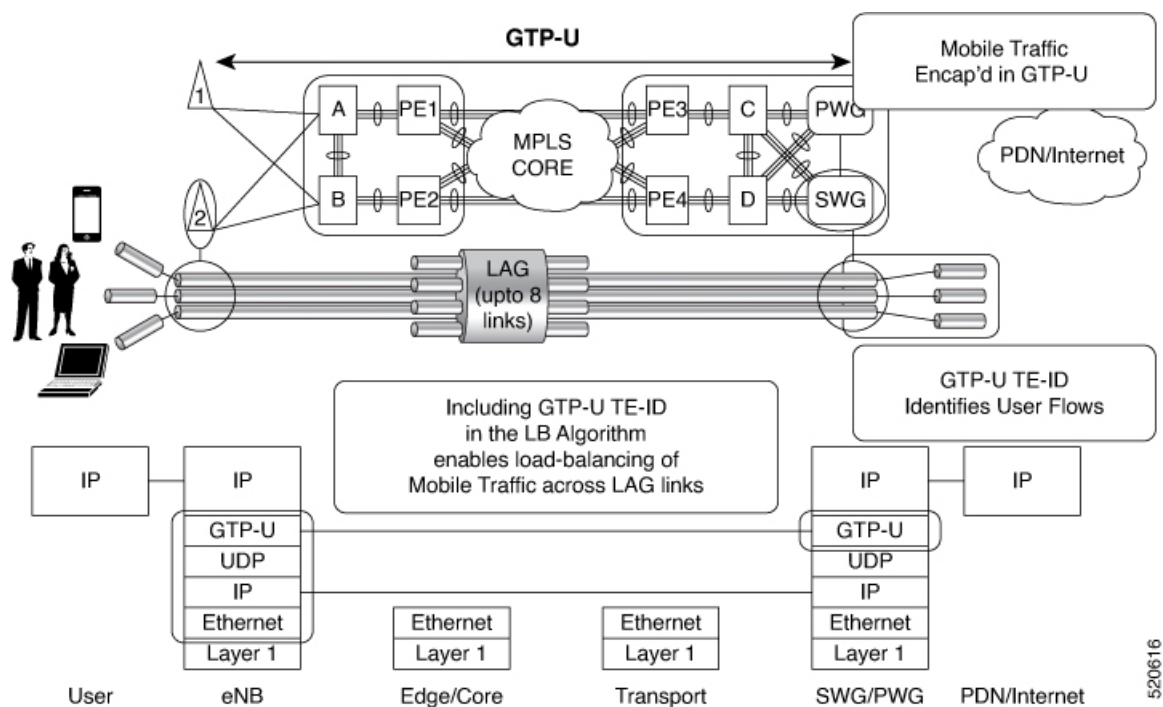 GTP-U
Mobile Traffic
Encap'd in GTP-U
1
A
PE1
PE3
C
PWG
MPLS
CORE
PDN/Internet
2
B
PE2
PE4
D
SWG
LAG
(upto 8
links)
GTP-U TE-ID
Identifies User Flows
Including GTP-U TE-ID
in the LB Algorithm
enables load-balancing of
Mobile Traffic across LAG links
IP
IP
IP
IP
GTP-U
GTP-U
UDP
UDP
IP
IP
Ethernet
Ethernet
Ethernet
Ethernet
Layer 1
Layer 1
Layer 1
Layer 1
User
eNB
Edge/Core
Transport
SWG/PWG
PDN/Internet
520616